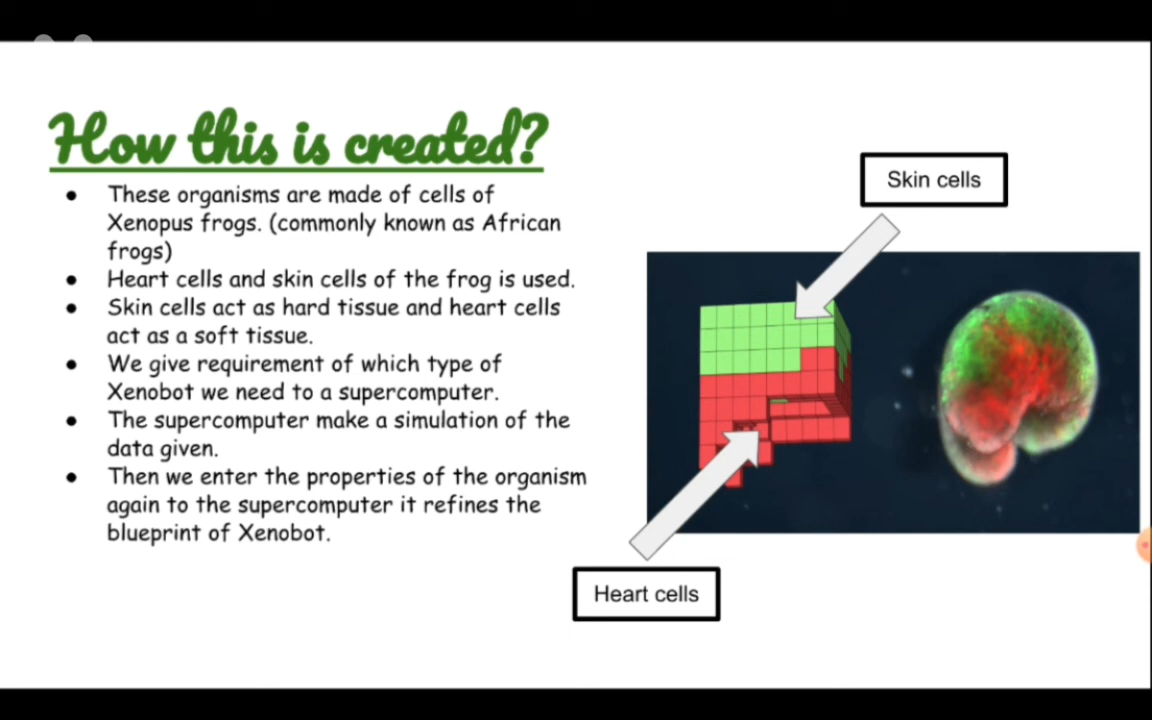 How this is created?
● These organisms are made of cells of
Xenopus frogs. (commonly known as African
frogs)
● Heart cells and skin cells of the frog is used.
● Skin cells act as hard tissue and heart cells
act as a soft tissue.
● We give requirement of which type of
Xenobot we need to a supercomputer.
● The supercomputer make a simulation of the
data given.
● Then we enter the properties of the organism
again to the supercomputer it refines the
blueprint of Xenobot.
Skin cells
Heart cells